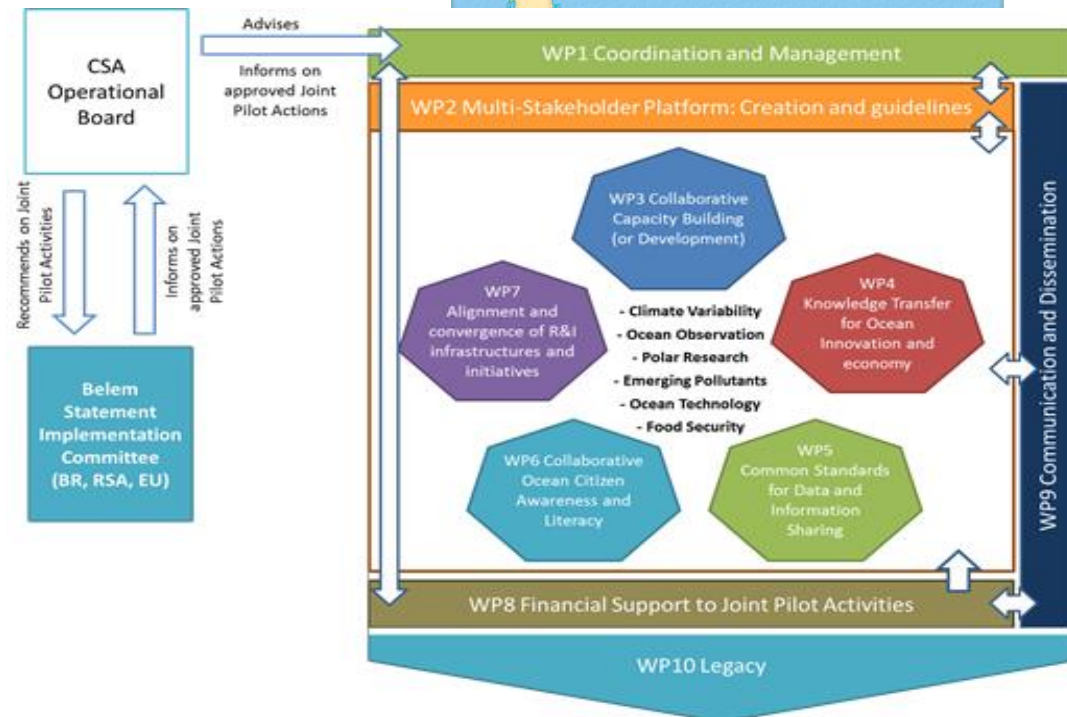 CSA
Operational
Board
Advises
Informs on
approved Joint
Pilot Actions
Recommends on Joint
Pilot Activities
Informs on
approved Joint
Pilot Actions
Belem
Statement
Implementation
Committee
(BR, RSA, EU)
WP1 Coordination and Management
WP2 Multi-Stakeholder Platform: Creation and guidelines
WP3 Collaborative
Capacity Building
(or Development)
WP7
Alignment and
convergence of R&I
infrastructures and
initiatives
- Climate Variability
- Ocean Observation
- Polar Research
- Emerging Pollutants
- Ocean Technology
- Food Security
WP4
Knowledge Transfer
for Ocean
Innovation and
economy
WP6 Collaborative
Ocean Citizen
Awareness and
Literacy
WP5
Common Standards
for Data and
Information
Sharing
WP9 Communication and Dissemination
WP8 Financial Support to Joint Pilot Activities
WP10 Legacy